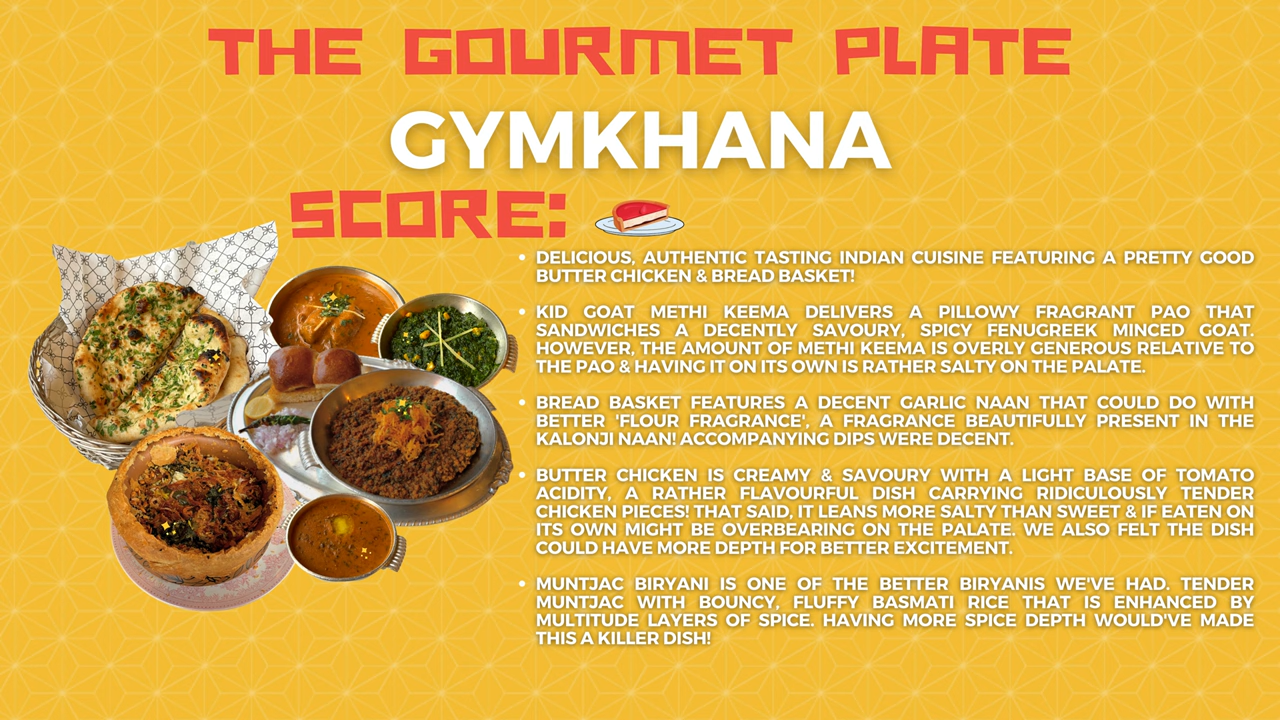 THE GOURMET PLATE
GYMKHANA
SCORE:
• DELICIOUS, AUTHENTIC TASTING INDIAN CUISINE FEATURING A PRETTY GOOD
BUTTER CHICKEN & BREAD BASKET!
• KID GOAT METHI KEEMA DELIVERS A PILLOWY FRAGRANT PAO THAT
SANDWICHES A DECENTLY SAVOURY, SPICY FENUGREEK MINCED GOAT.
HOWEVER, THE AMOUNT OF METHI KEEMA IS OVERLY GENEROUS RELATIVE TO
THE PAO & HAVING IT ON ITS OWN IS RATHER SALTY ON THE PALATE.
• BREAD BASKET FEATURES A DECENT GARLIC NAAN THAT COULD DO WITH
BETTER 'FLOUR FRAGRANCE', A FRAGRANCE BEAUTIFULLY PRESENT IN THE
KALONJI NAAN! ACCOMPANYING DIPS WERE DECENT.
• BUTTER CHICKEN IS CREAMY & SAVOURY WITH A LIGHT BASE OF TOMATO
ACIDITY, A RATHER FLAVOURFUL DISH CARRYING RIDICULOUSLY TENDER
CHICKEN PIECES! THAT SAID, IT LEANS MORE SALTY THAN SWEET & IF EATEN ON
ITS OWN MIGHT BE OVERBEARING ON THE PALATE. WE ALSO FELT THE DISH
COULD HAVE MORE DEPTH FOR BETTER EXCITEMENT.
• MUNTJAC BIRYANI IS ONE OF THE BETTER BIRYANIS WE'VE HAD. TENDER
MUNTJAC WITH BOUNCY, FLUFFY BASMATI RICE THAT IS ENHANCED BY
MULTITUDE LAYERS OF SPICE. HAVING MORE SPICE DEPTH WOULD'VE MADE
THIS A KILLER DISH!